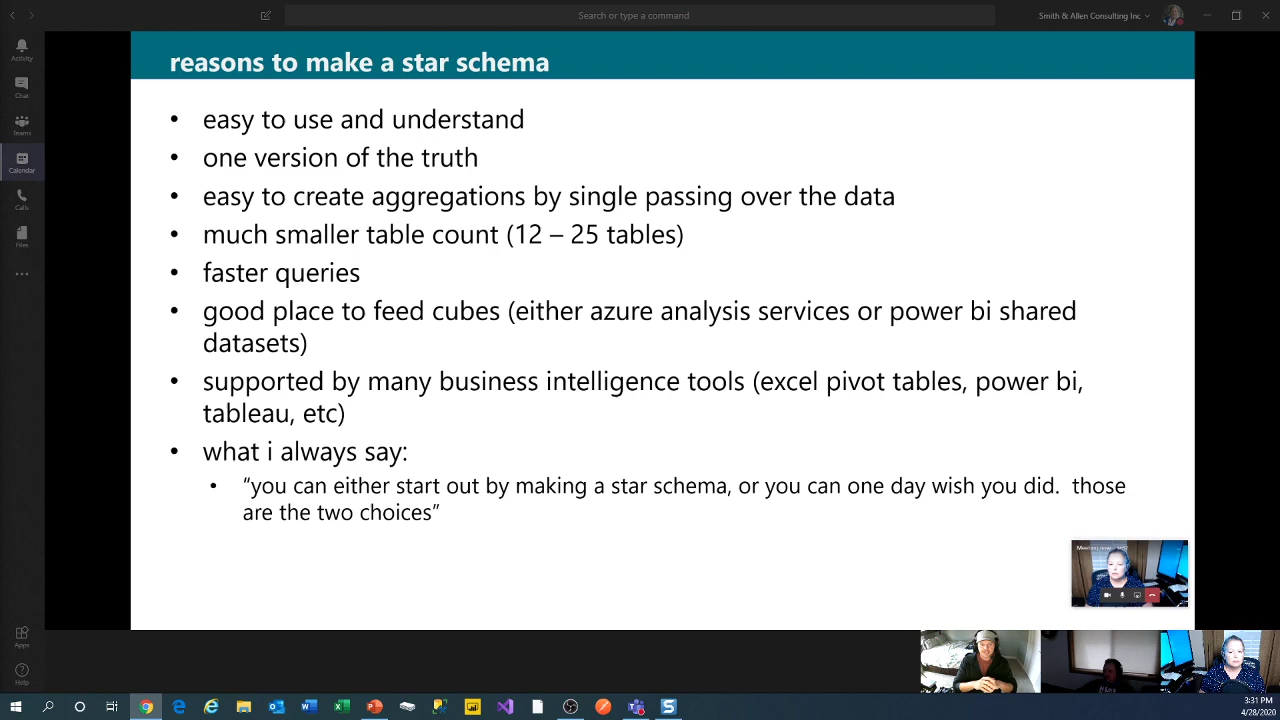 Search or type a command
Smith & Allen Consulting Inc
Activity
Chat
Teams
Calendar
Calls
Files
Apps
Help
reasons to make a star schema
• easy to use and understand
• one version of the truth
• easy to create aggregations by single passing over the data
• much smaller table count (12 – 25 tables)
• faster queries
• good place to feed cubes (either azure analysis services or power bi shared
datasets)
• supported by many business intelligence tools (excel pivot tables, power bi,
tableau, etc)
• what i always say:
• “you can either start out by making a star schema, or you can one day wish you did.  those
are the two choices”
3:31 PM
4/28/2020